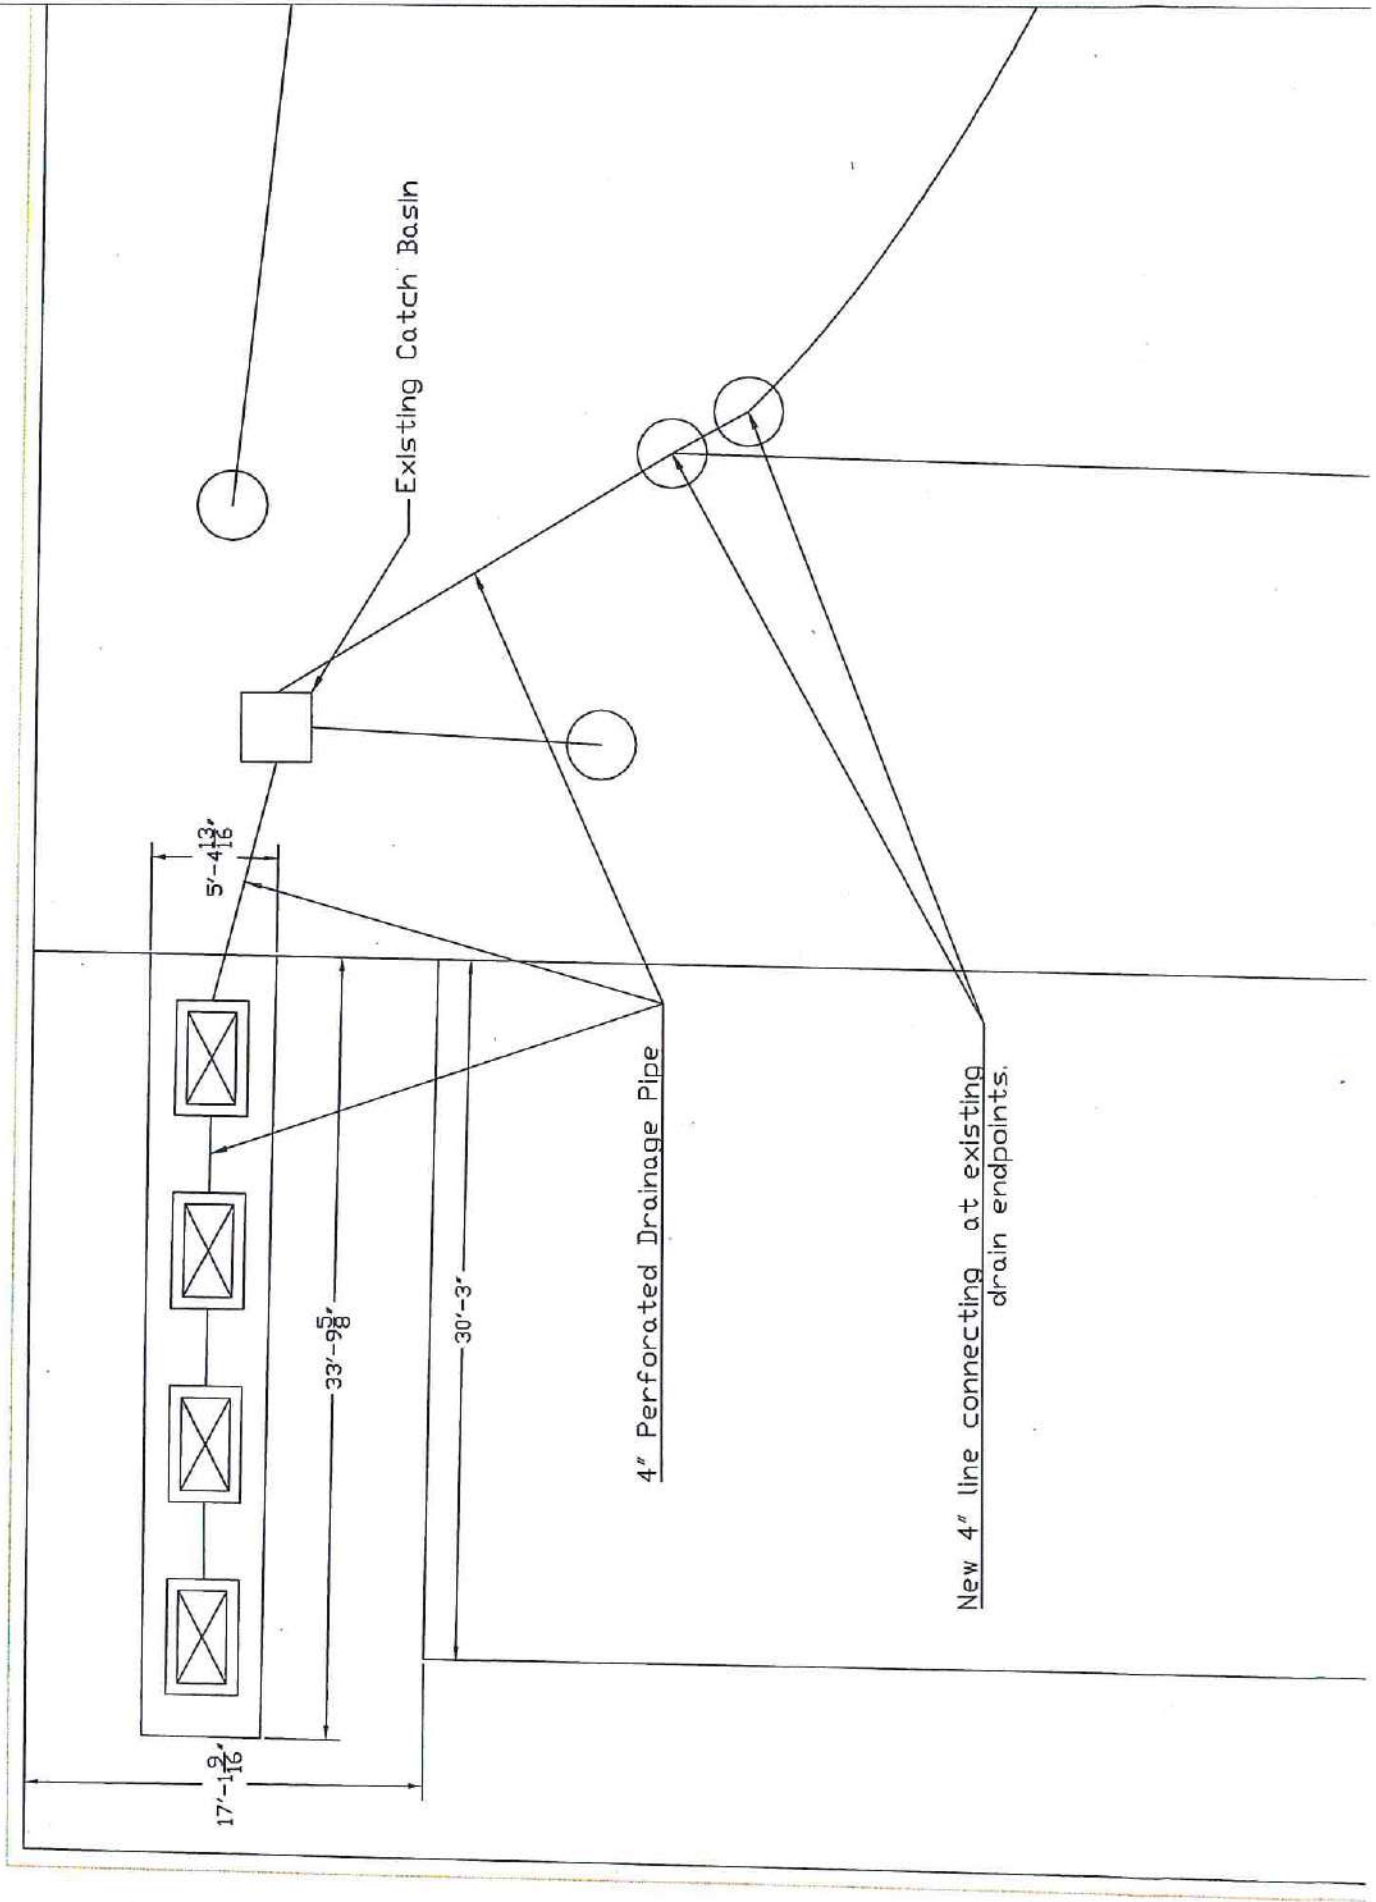 Existing Catch Basin
5'-4 13/16"
17'-1 9/16"
33'-9 5/8"
30'-3"
4" Perforated Drainage Pipe
New 4" line connecting at existing
drain endpoints.